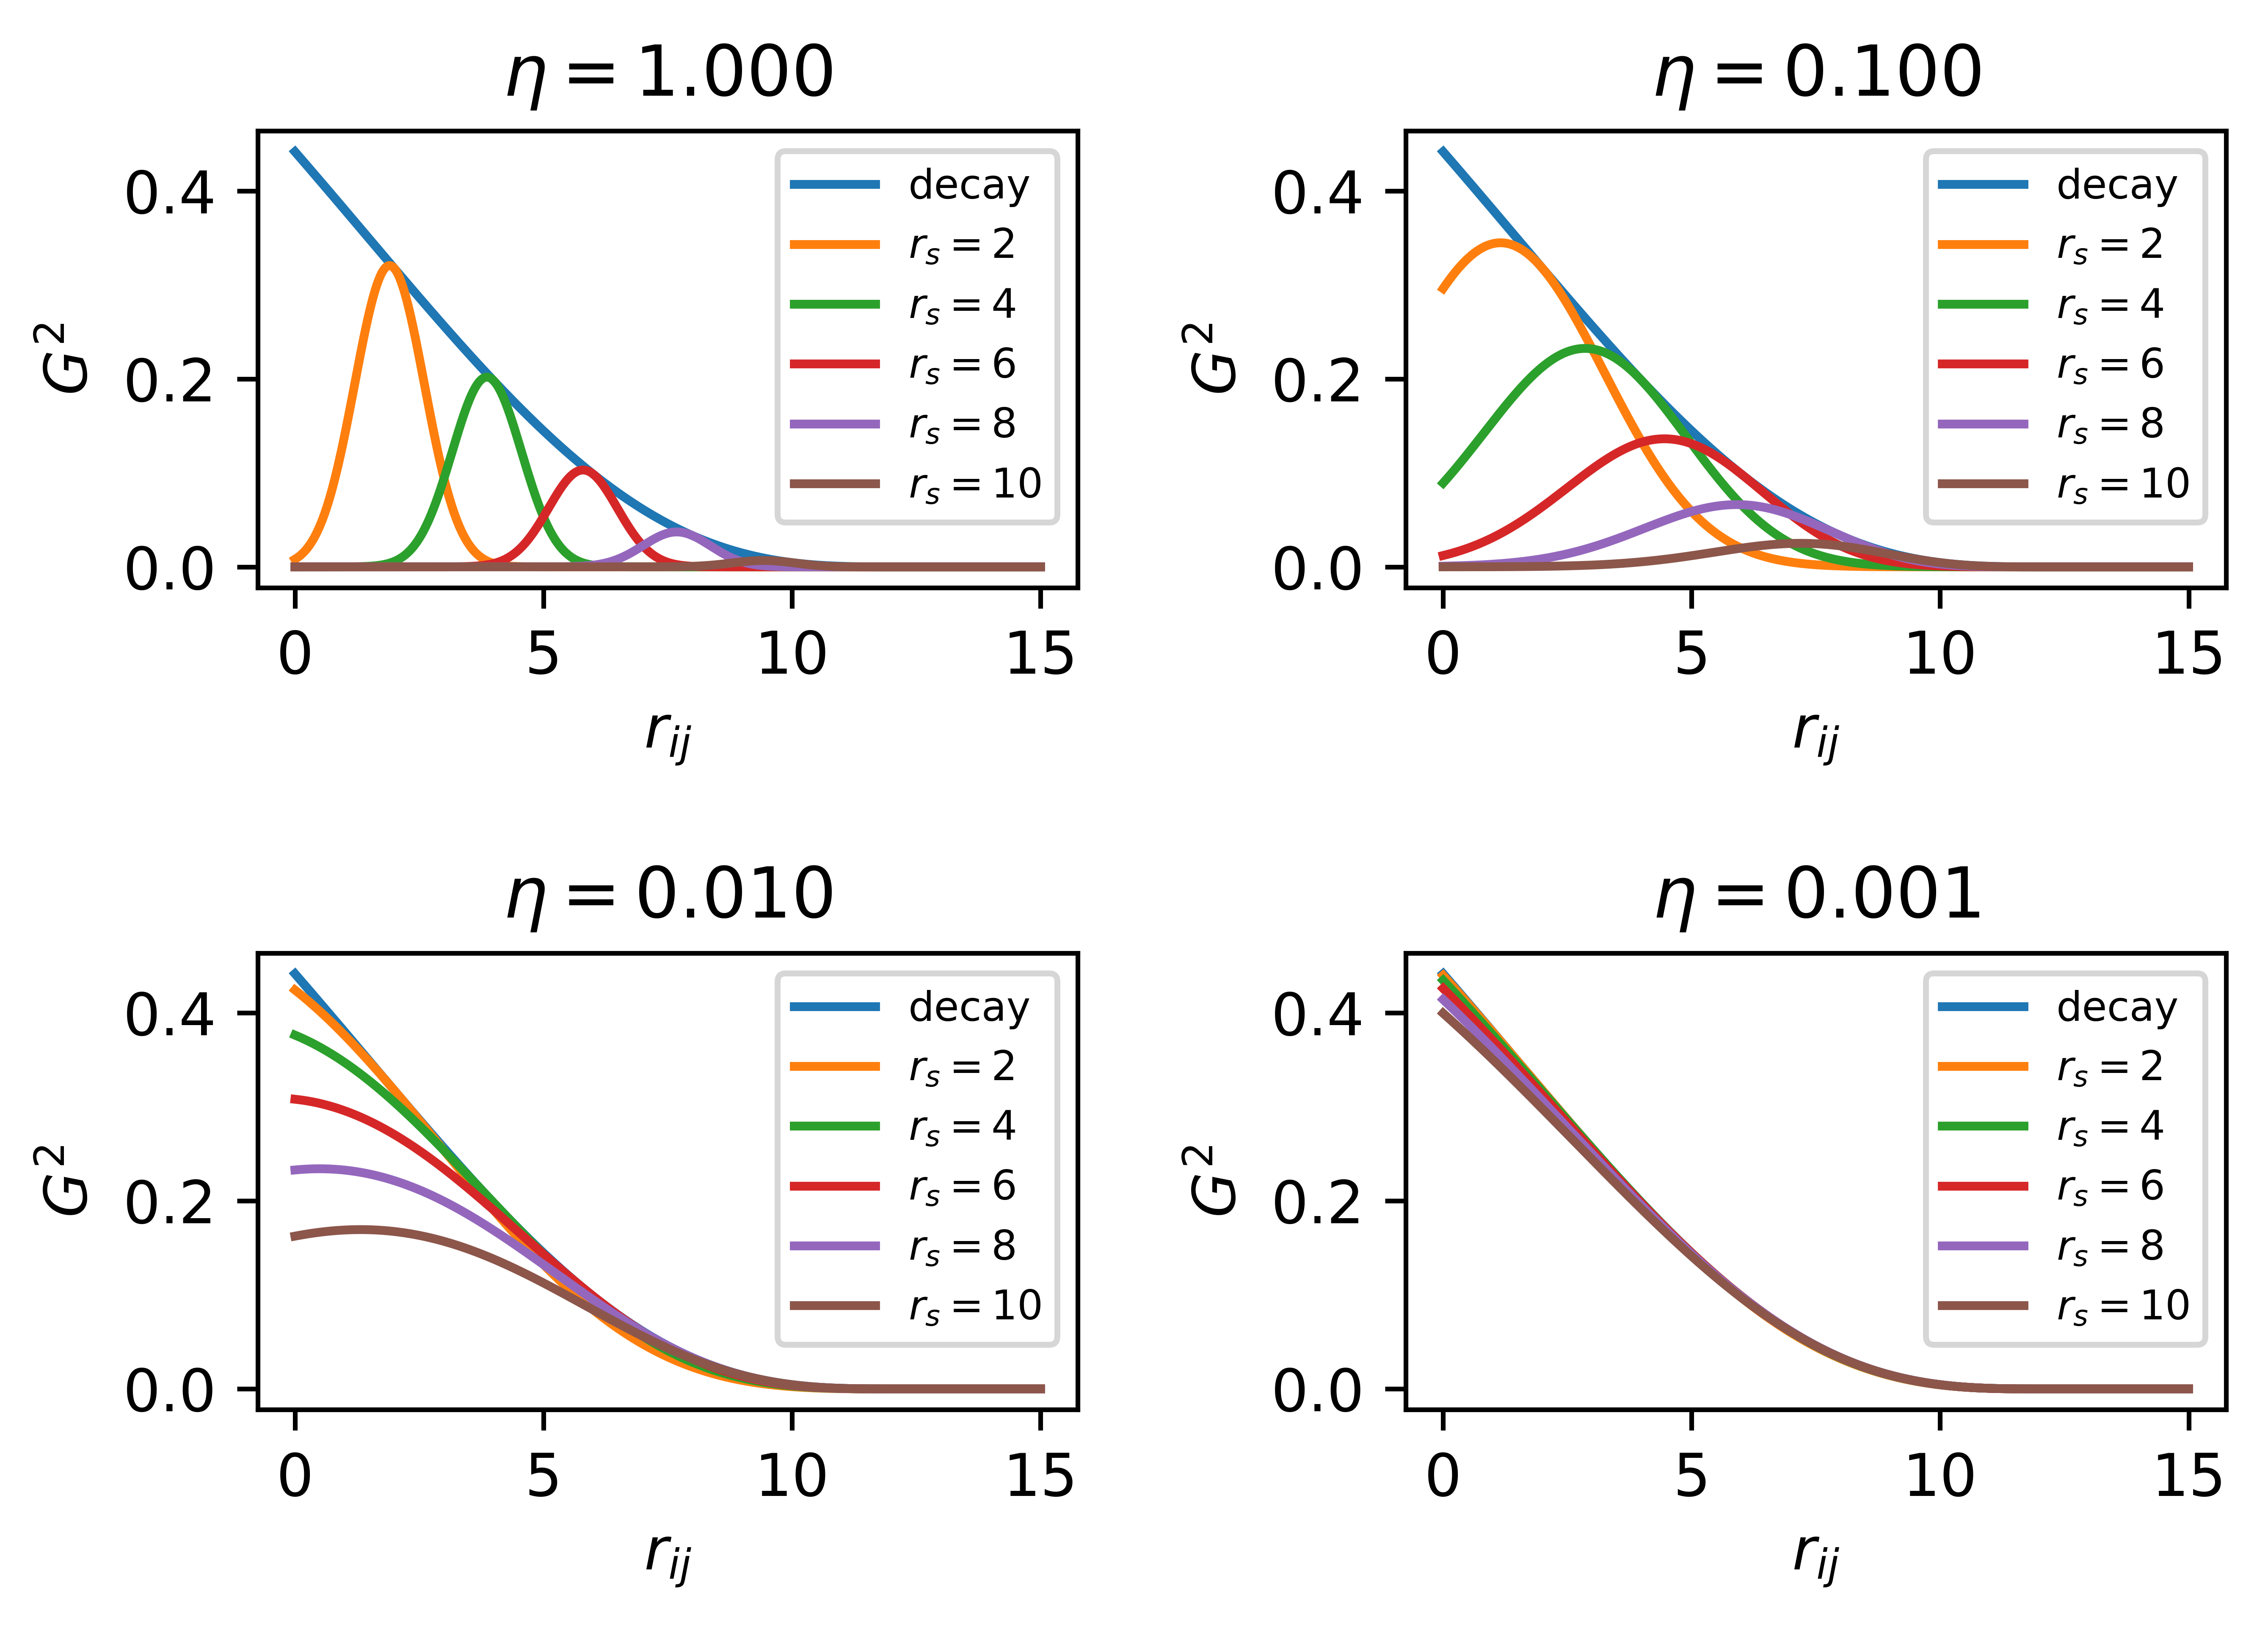 η = 1.000
0.4
0.2
0.0
G²
0 5 10 15
r_ij
decay
r_s = 2
r_s = 4
r_s = 6
r_s = 8
r_s = 10
η = 0.100
0.4
0.2
0.0
G²
0 5 10 15
r_ij
decay
r_s = 2
r_s = 4
r_s = 6
r_s = 8
r_s = 10
η = 0.010
0.4
0.2
0.0
G²
0 5 10 15
r_ij
decay
r_s = 2
r_s = 4
r_s = 6
r_s = 8
r_s = 10
η = 0.001
0.4
0.2
0.0
G²
0 5 10 15
r_ij
decay
r_s = 2
r_s = 4
r_s = 6
r_s = 8
r_s = 10